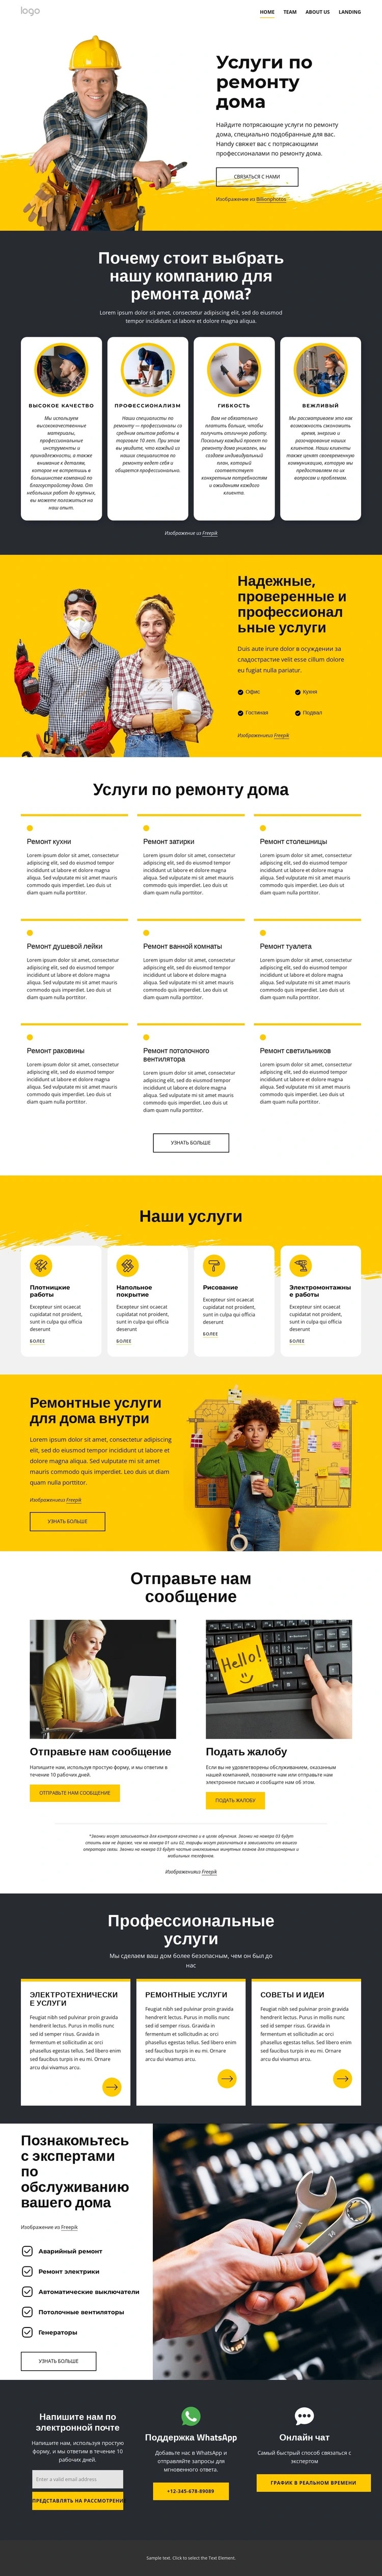 logo
HOME TEAM ABOUT US LANDING
Услуги по
ремонту
дома
Найдите потрясающие услуги по ремонту
дома, специально подобранные для вас.
Handy свяжет вас с потрясающими
профессионалами по ремонту дома.
СВЯЗАТЬСЯ С НАМИ
Изображение из Billionphotos
Почему стоит выбрать
нашу компанию для
ремонта дома?
Lorem ipsum dolor sit amet, consectetur adipiscing elit, sed do eiusmod
tempor incididunt ut labore et dolore magna aliqua.
ВЫСОКОЕ КАЧЕСТВО
Мы используем
высококачественные
материалы,
профессиональные
инструменты и
принадлежности, а также
внимание к деталям,
которое не встретишь в
большинстве компаний по
благоустройству дома. От
небольших работ до крупных,
вы можете положиться на
наш опыт.
ПРОФЕССИОНАЛИЗМ
Наши специалисты по
ремонту — профессионалы со
средним опытом работы в
торговле 10 лет. При этом
вы увидите, что каждый из
наших специалистов по
ремонту ведет себя и
общается профессионально.
ГИБКОСТЬ
Вам не обязательно
платить больше, чтобы
получить отличную работу.
Поскольку каждый проект по
ремонту дома уникален, мы
создаем индивидуальный
план, который
соответствует
конкретным потребностям
и ожиданиям каждого
клиента.
ВЕЖЛИВЫЙ
Мы рассматриваем это как
возможность сэкономить
время, энергию и
разочарование наших
клиентов. Наши клиенты
также ценят своевременную
коммуникацию, которую мы
предоставляем по их
вопросам и проблемам.
Изображение из Freepik
Надежные,
проверенные и
профессионал
ьные услуги
Duis aute irure dolor в осуждении за
сладострастие velit esse cillum dolore
eu fugiat nulla pariatur.
Офис Кухня
Гостиная Подвал
Изображениеиз Freepik
Услуги по ремонту дома
Ремонт кухни
Lorem ipsum dolor sit amet, consectetur
adipiscing elit, sed do eiusmod tempor
incididunt ut labore et dolore magna
aliqua. Sed vulputate mi sit amet mauris
commodo quis imperdiet. Leo duis ut
diam quam nulla porttitor.
Ремонт затирки
Lorem ipsum dolor sit amet, consectetur
adipiscing elit, sed do eiusmod tempor
incididunt ut labore et dolore magna
aliqua. Sed vulputate mi sit amet mauris
commodo quis imperdiet. Leo duis ut
diam quam nulla porttitor.
Ремонт столешницы
Lorem ipsum dolor sit amet, consectetur
adipiscing elit, sed do eiusmod tempor
incididunt ut labore et dolore magna
aliqua. Sed vulputate mi sit amet mauris
commodo quis imperdiet. Leo duis ut
diam quam nulla porttitor.
Ремонт душевой лейки
Lorem ipsum dolor sit amet, consectetur
adipiscing elit, sed do eiusmod tempor
incididunt ut labore et dolore magna
aliqua. Sed vulputate mi sit amet mauris
commodo quis imperdiet. Leo duis ut
diam quam nulla porttitor.
Ремонт ванной комнаты
Lorem ipsum dolor sit amet, consectetur
adipiscing elit, sed do eiusmod tempor
incididunt ut labore et dolore magna
aliqua. Sed vulputate mi sit amet mauris
commodo quis imperdiet. Leo duis ut
diam quam nulla porttitor.
Ремонт туалета
Lorem ipsum dolor sit amet, consectetur
adipiscing elit, sed do eiusmod tempor
incididunt ut labore et dolore magna
aliqua. Sed vulputate mi sit amet mauris
commodo quis imperdiet. Leo duis ut
diam quam nulla porttitor.
Ремонт раковины
Lorem ipsum dolor sit amet, consectetur
adipiscing elit, sed do eiusmod tempor
incididunt ut labore et dolore magna
aliqua. Sed vulputate mi sit amet mauris
commodo quis imperdiet. Leo duis ut
diam quam nulla porttitor.
Ремонт потолочного
вентилятора
Lorem ipsum dolor sit amet, consectetur
adipiscing elit, sed do eiusmod tempor
incididunt ut labore et dolore magna
aliqua. Sed vulputate mi sit amet mauris
commodo quis imperdiet. Leo duis ut
diam quam nulla porttitor.
Ремонт светильников
Lorem ipsum dolor sit amet, consectetur
adipiscing elit, sed do eiusmod tempor
incididunt ut labore et dolore magna
aliqua. Sed vulputate mi sit amet mauris
commodo quis imperdiet. Leo duis ut
diam quam nulla porttitor.
УЗНАТЬ БОЛЬШЕ
Наши услуги
Плотницкие
работы
Excepteur sint ocaecat
cupidatat not proident,
sunt in culpa qui officia
deserunt
БОЛЕЕ
Напольное
покрытие
Excepteur sint ocaecat
cupidatat not proident,
sunt in culpa qui officia
deserunt
БОЛЕЕ
Рисование
Excepteur sint ocaecat
cupidatat not proident,
sunt in culpa qui officia
deserunt
БОЛЕЕ
Электромонтажны
е работы
Excepteur sint ocaecat
cupidatat not proident,
sunt in culpa qui officia
deserunt
БОЛЕЕ
Ремонтные услуги
для дома внутри
Lorem ipsum dolor sit amet, consectetur adipiscing
elit, sed do eiusmod tempor incididunt ut labore et
dolore magna aliqua. Sed vulputate mi sit amet
mauris commodo quis imperdiet. Leo duis ut diam
quam nulla porttitor.
Изображениеиз Freepik
УЗНАТЬ БОЛЬШЕ
Отправьте нам
сообщение
Hello!
Отправьте нам сообщение
Напишите нам, используя простую форму, и мы ответим в
течение 10 рабочих дней.
ОТПРАВЬТЕ НАМ СООБЩЕНИЕ
Подать жалобу
Если вы не удовлетворены обслуживанием, оказанным
нашей компанией, позвоните нам или отправьте нам
электронное письмо и сообщите нам об этом.
ПОДАТЬ ЖАЛОБУ
*Звонки могут записываться для контроля качества и в целях обучения. Звонки на номера 03 будут
стоить вам не дороже, чем на номера 01 или 02, тарифы могут различаться в зависимости от вашего
оператора связи. Звонки на номера 03 будут частью инклюзивных минутных планов для стационарных и
мобильных телефонов.
Изображениеиз Freepik
Профессиональные
услуги
Мы сделаем ваш дом более безопасным, чем он был до
нас
ЭЛЕКТРОТЕХНИЧЕСКИ
Е УСЛУГИ
Feugiat nibh sed pulvinar proin gravida
hendrerit lectus. Purus in mollis nunc
sed id semper risus. Gravida in
fermentum et sollicitudin ac orci
phasellus egestas tellus. Sed libero enim
sed faucibus turpis in eu mi. Ornare
arcu dui vivamus arcu.
РЕМОНТНЫЕ УСЛУГИ
Feugiat nibh sed pulvinar proin gravida
hendrerit lectus. Purus in mollis nunc
sed id semper risus. Gravida in
fermentum et sollicitudin ac orci
phasellus egestas tellus. Sed libero enim
sed faucibus turpis in eu mi. Ornare
arcu dui vivamus arcu.
СОВЕТЫ И ИДЕИ
Feugiat nibh sed pulvinar proin gravida
hendrerit lectus. Purus in mollis nunc
sed id semper risus. Gravida in
fermentum et sollicitudin ac orci
phasellus egestas tellus. Sed libero enim
sed faucibus turpis in eu mi. Ornare
arcu dui vivamus arcu.
Познакомьтесь
с экспертами
по
обслуживанию
вашего дома
Изображение из Freepik
Аварийный ремонт
Ремонт электрики
Автоматические выключатели
Потолочные вентиляторы
Генераторы
УЗНАТЬ БОЛЬШЕ
Напишите нам по
электронной почте
Напишите нам, используя простую
форму, и мы ответим в течение 10
рабочих дней.
Enter a valid email address
ПРЕДСТАВЛЯТЬ НА РАССМОТРЕНИ
Поддержка WhatsApp
Добавьте нас в WhatsApp и
отправляйте запросы для
мгновенного ответа.
+12-345-678-89089
Онлайн чат
Самый быстрый способ связаться с
экспертом
ГРАФИК В РЕАЛЬНОМ ВРЕМЕНИ
Sample text. Click to select the Text Element.